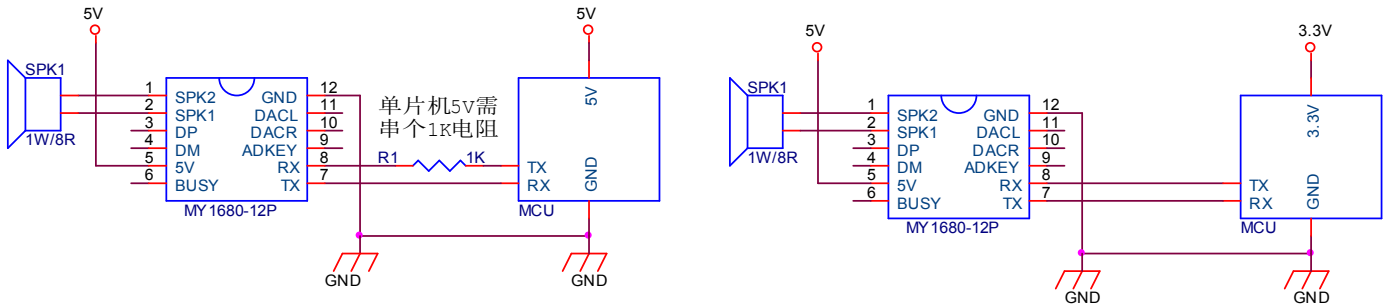 5V
SPK1
1W/8R
1 SPK2 GND 12
2 SPK1 DACL 11
3 DP DACR 10
4 DM ADKEY 9
5 5V RX 8
6 BUSY TX 7
MY1680-12P
单片机5V需
串个1K电阻
R1 1K
5V
5V
TX
RX
GND
MCU
GND
GND
5V
SPK1
1W/8R
1 SPK2 GND 12
2 SPK1 DACL 11
3 DP DACR 10
4 DM ADKEY 9
5 5V RX 8
6 BUSY TX 7
MY1680-12P
3.3V
3.3V
TX
RX
GND
MCU
GND
GND